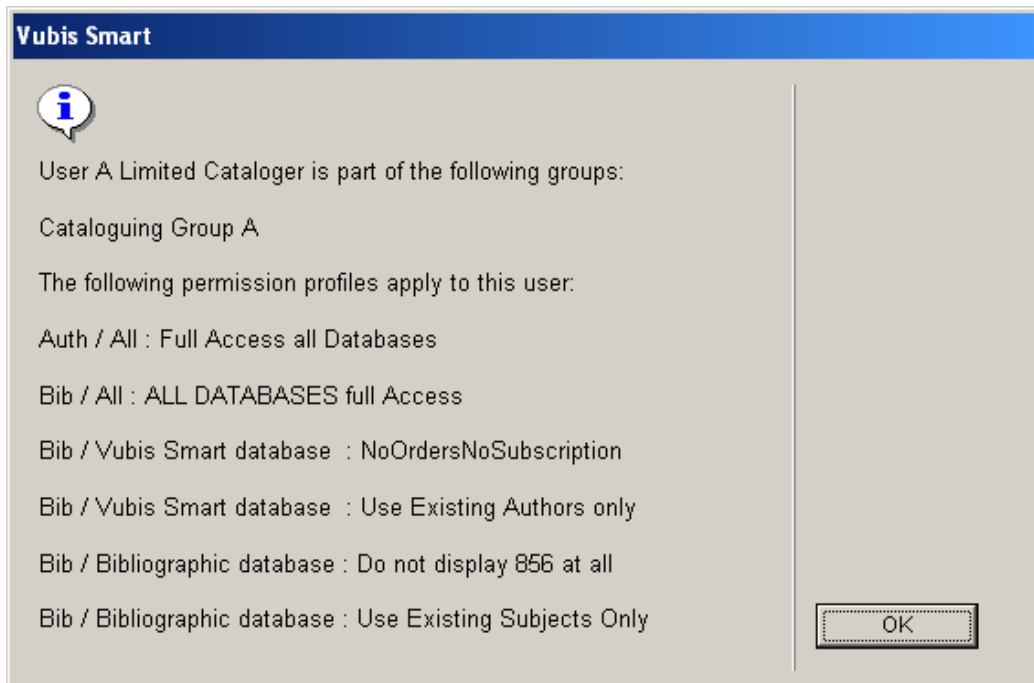 Vubis Smart
User A Limited Cataloger is part of the following groups:
Cataloguing Group A
The following permission profiles apply to this user:
Auth / All : Full Access all Databases
Bib / All : ALL DATABASES full Access
Bib / Vubis Smart database  : NoOrdersNoSubscription
Bib / Vubis Smart database  : Use Existing Authors only
Bib / Bibliographic database : Do not display 856 at all
Bib / Bibliographic database : Use Existing Subjects Only
OK